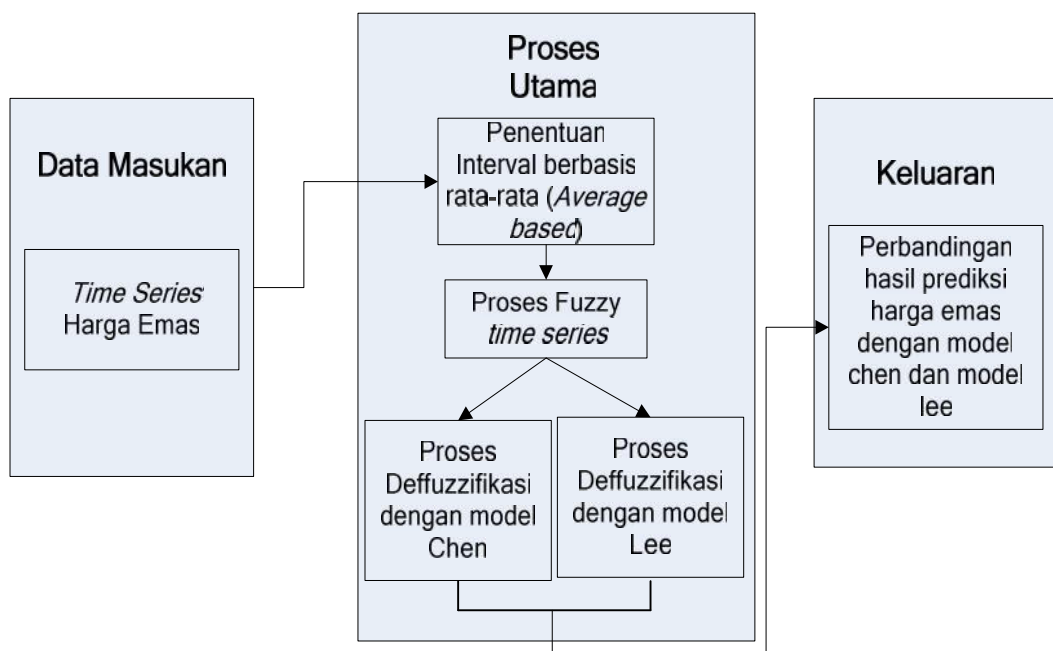 Data Masukan
Time Series
Harga Emas
Proses
Utama
Penentuan
Interval berbasis
rata-rata (Average
based)
Proses Fuzzy
time series
Proses
Deffuzzifikasi
dengan model
Chen
Proses
Deffuzzifikasi
dengan model
Lee
Keluaran
Perbandingan
hasil prediksi
harga emas
dengan model
chen dan model
lee